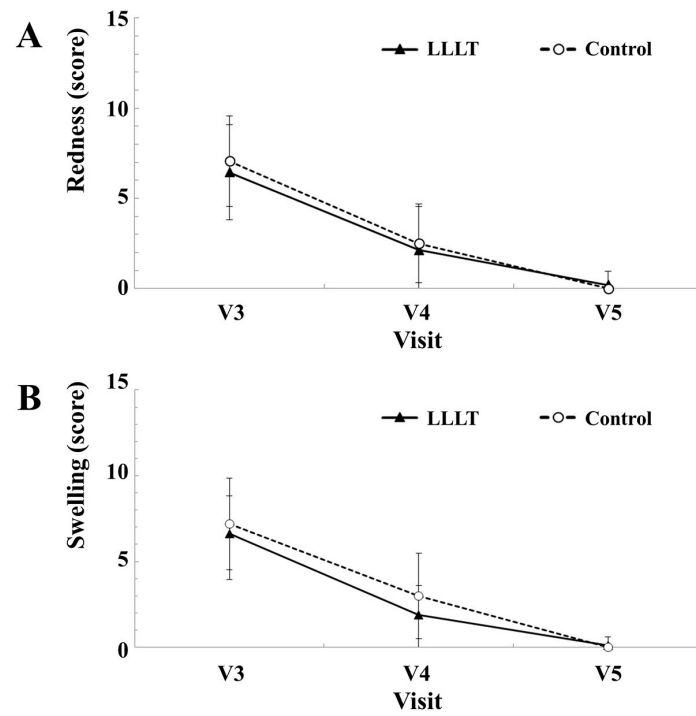 A
Redness (score)
15
10
5
0
LLLT
Control
V3 V4 V5
Visit
B
Swelling (score)
15
10
5
0
LLLT
Control
V3 V4 V5
Visit